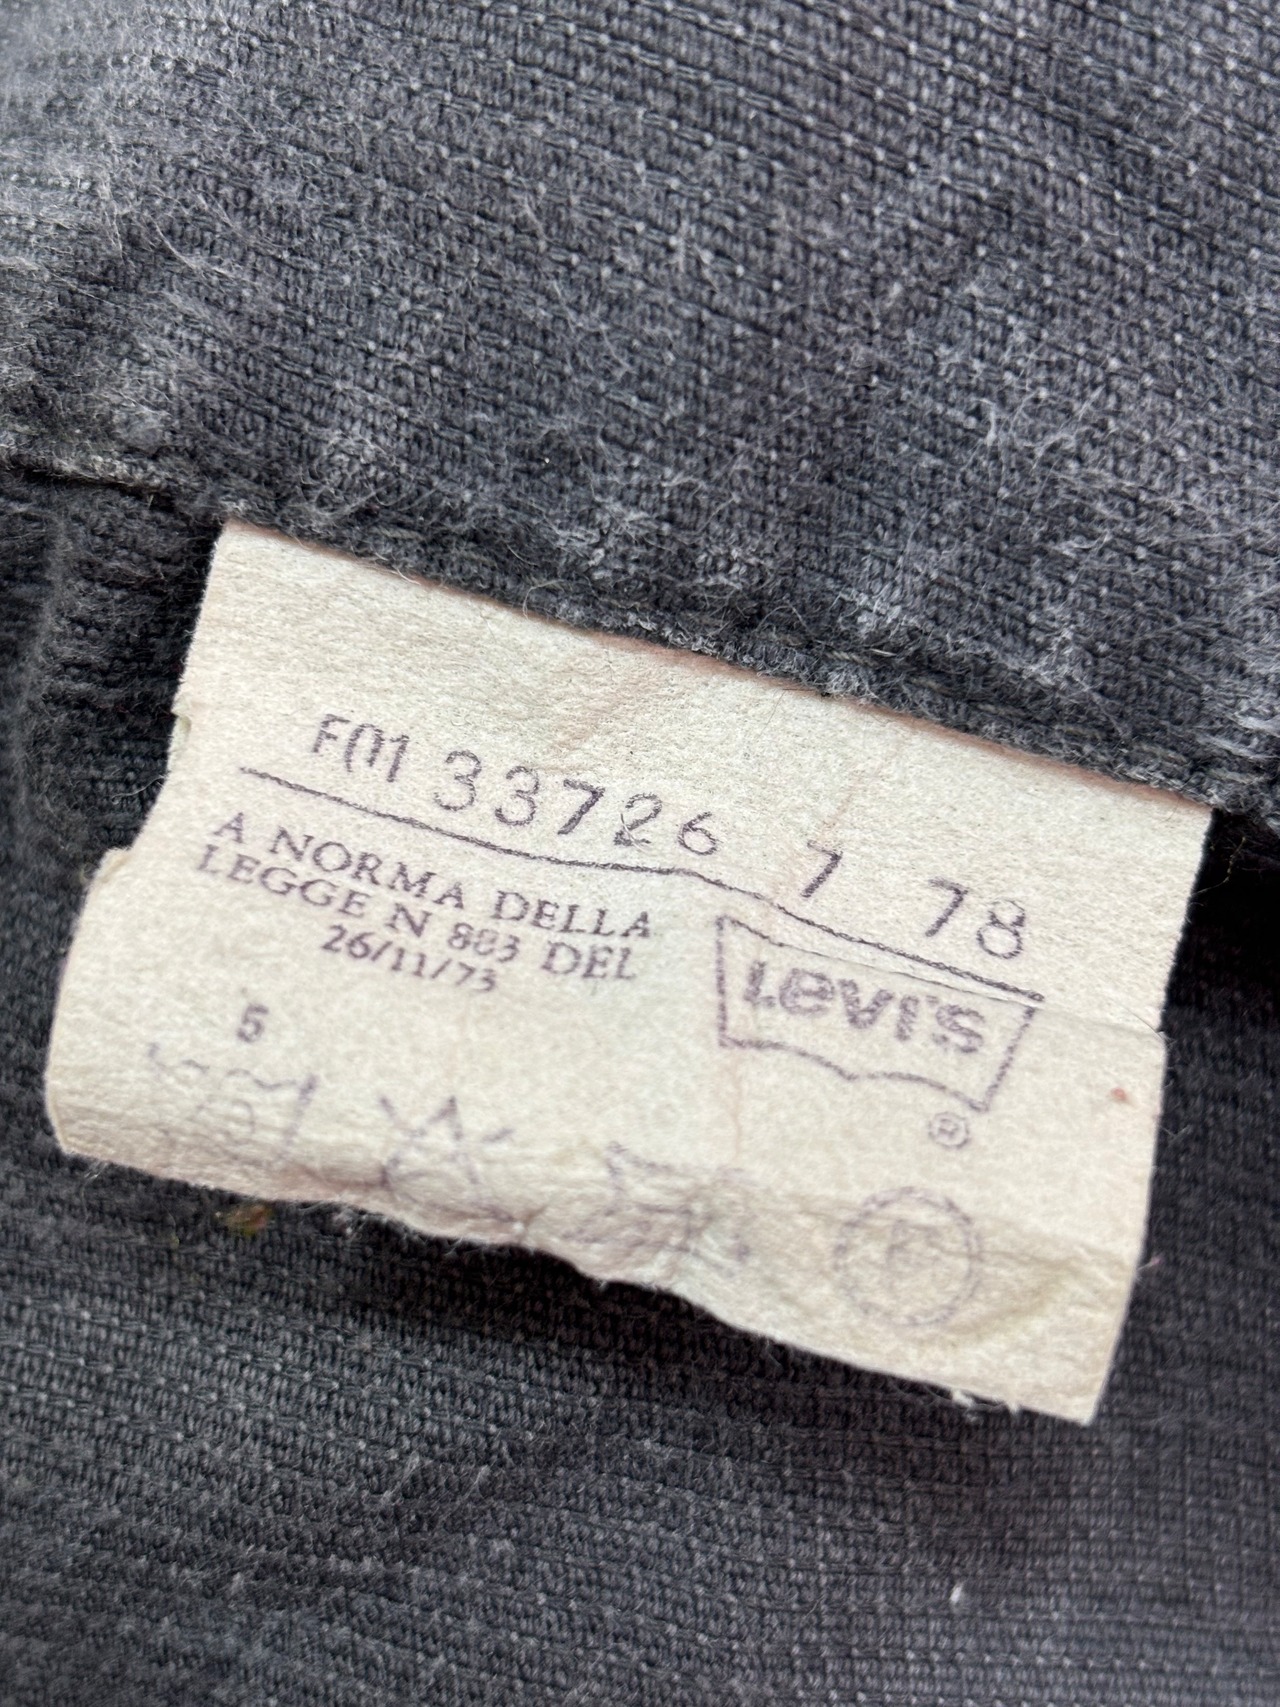 F01 33726 7 78
A NORMA DELLA
LEGGE N 883 DEL
26/11/73
Levi's
®
5
P